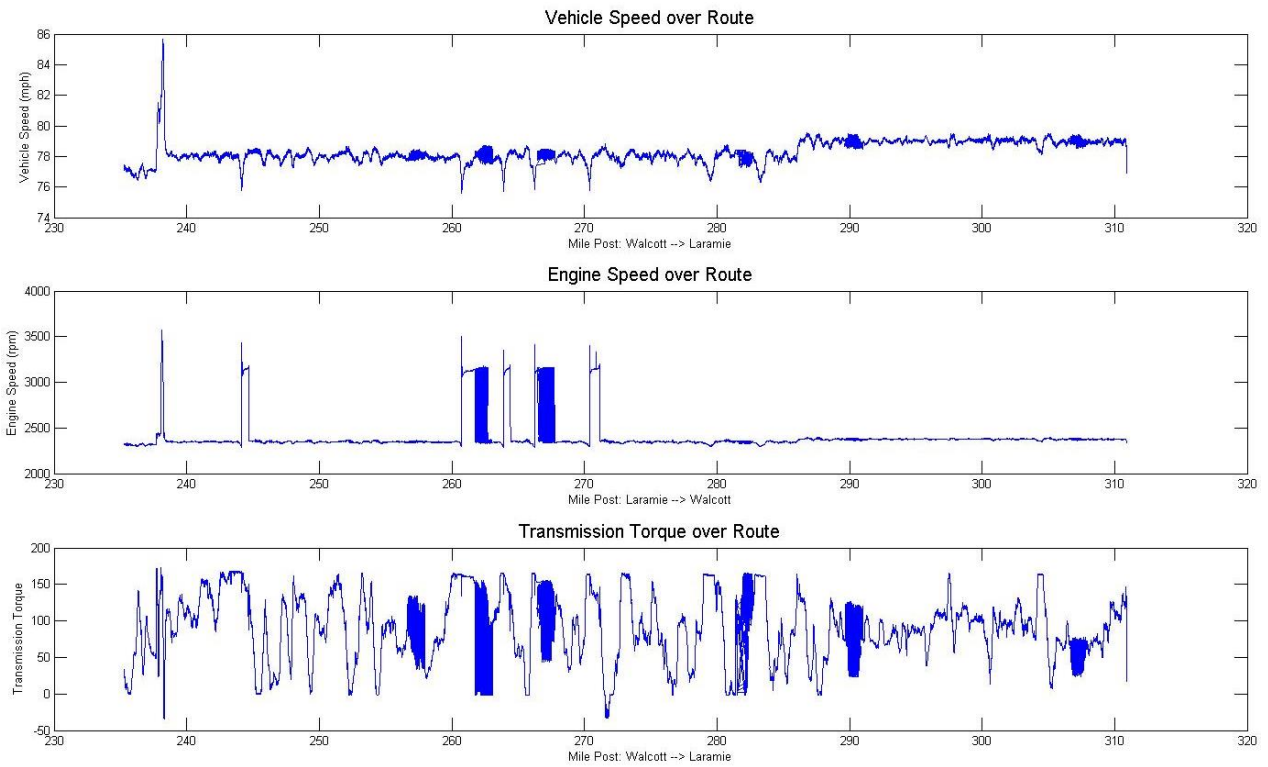 Vehicle Speed over Route
86
84
82
80
78
76
74
Vehicle Speed (mph)
230 240 250 260 270 280 290 300 310 320
Mile Post: Walcott --> Laramie
Engine Speed over Route
4000
3500
3000
2500
2000
Engine Speed (rpm)
230 240 250 260 270 280 290 300 310 320
Mile Post: Laramie --> Walcott
Transmission Torque over Route
200
150
100
50
0
-50
Transmission Torque
230 240 250 260 270 280 290 300 310 320
Mile Post: Walcott --> Laramie